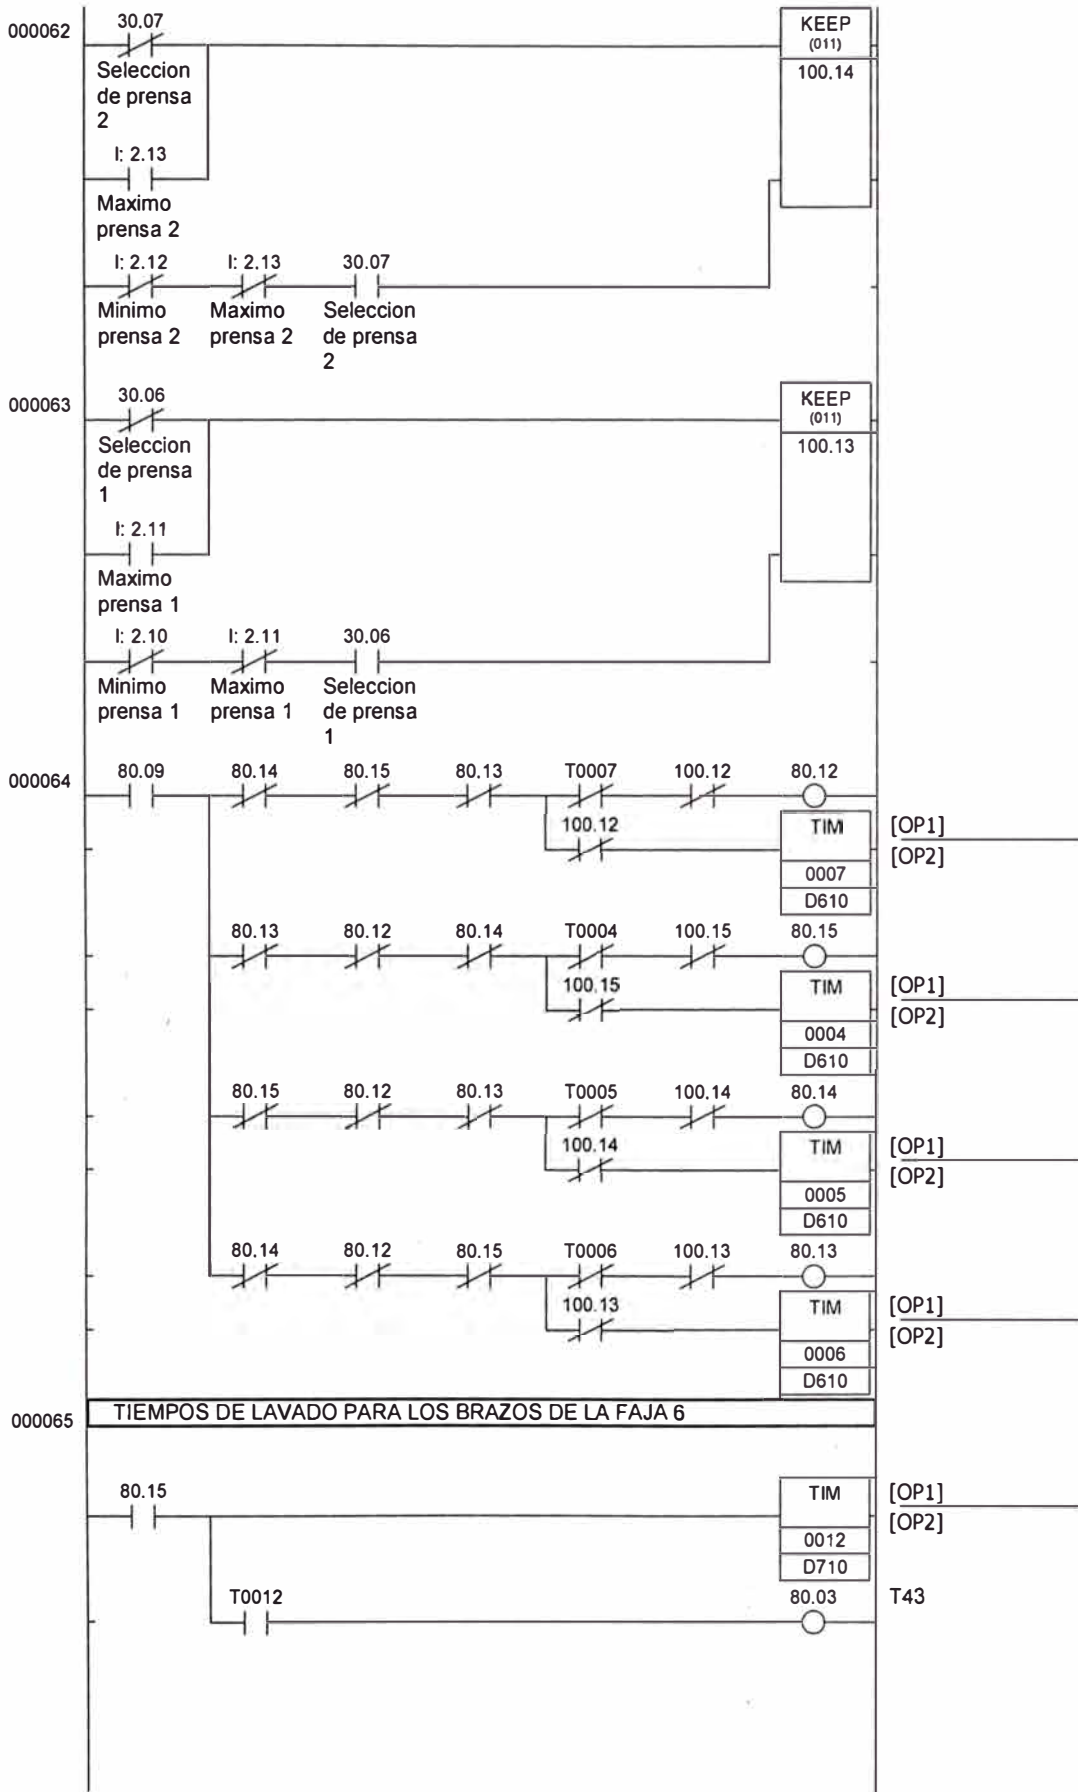 000062
30.07
Seleccion
de prensa
2
KEEP
(011)
100.14
I: 2.13
Maximo
prensa 2
I: 2.12 I: 2.13 30.07
Minimo Maximo Seleccion
prensa 2 prensa 2 de prensa
2
000063
30.06
Seleccion
de prensa
1
KEEP
(011)
100.13
I: 2.11
Maximo
prensa 1
I: 2.10 I: 2.11 30.06
Minimo Maximo Seleccion
prensa 1 prensa 1 de prensa
1
000064
80.09 80.14 80.15 80.13 T0007 100.12 80.12
100.12 TIM [OP1]
[OP2]
0007
D610
80.13 80.12 80.14 T0004 100.15 80.15
100.15 TIM [OP1]
[OP2]
0004
D610
80.15 80.12 80.13 T0005 100.14 80.14
100.14 TIM [OP1]
[OP2]
0005
D610
80.14 80.12 80.15 T0006 100.13 80.13
100.13 TIM [OP1]
[OP2]
0006
D610
000065 TIEMPOS DE LAVADO PARA LOS BRAZOS DE LA FAJA 6
80.15 TIM [OP1]
[OP2]
0012
D710
T0012 80.03 T43